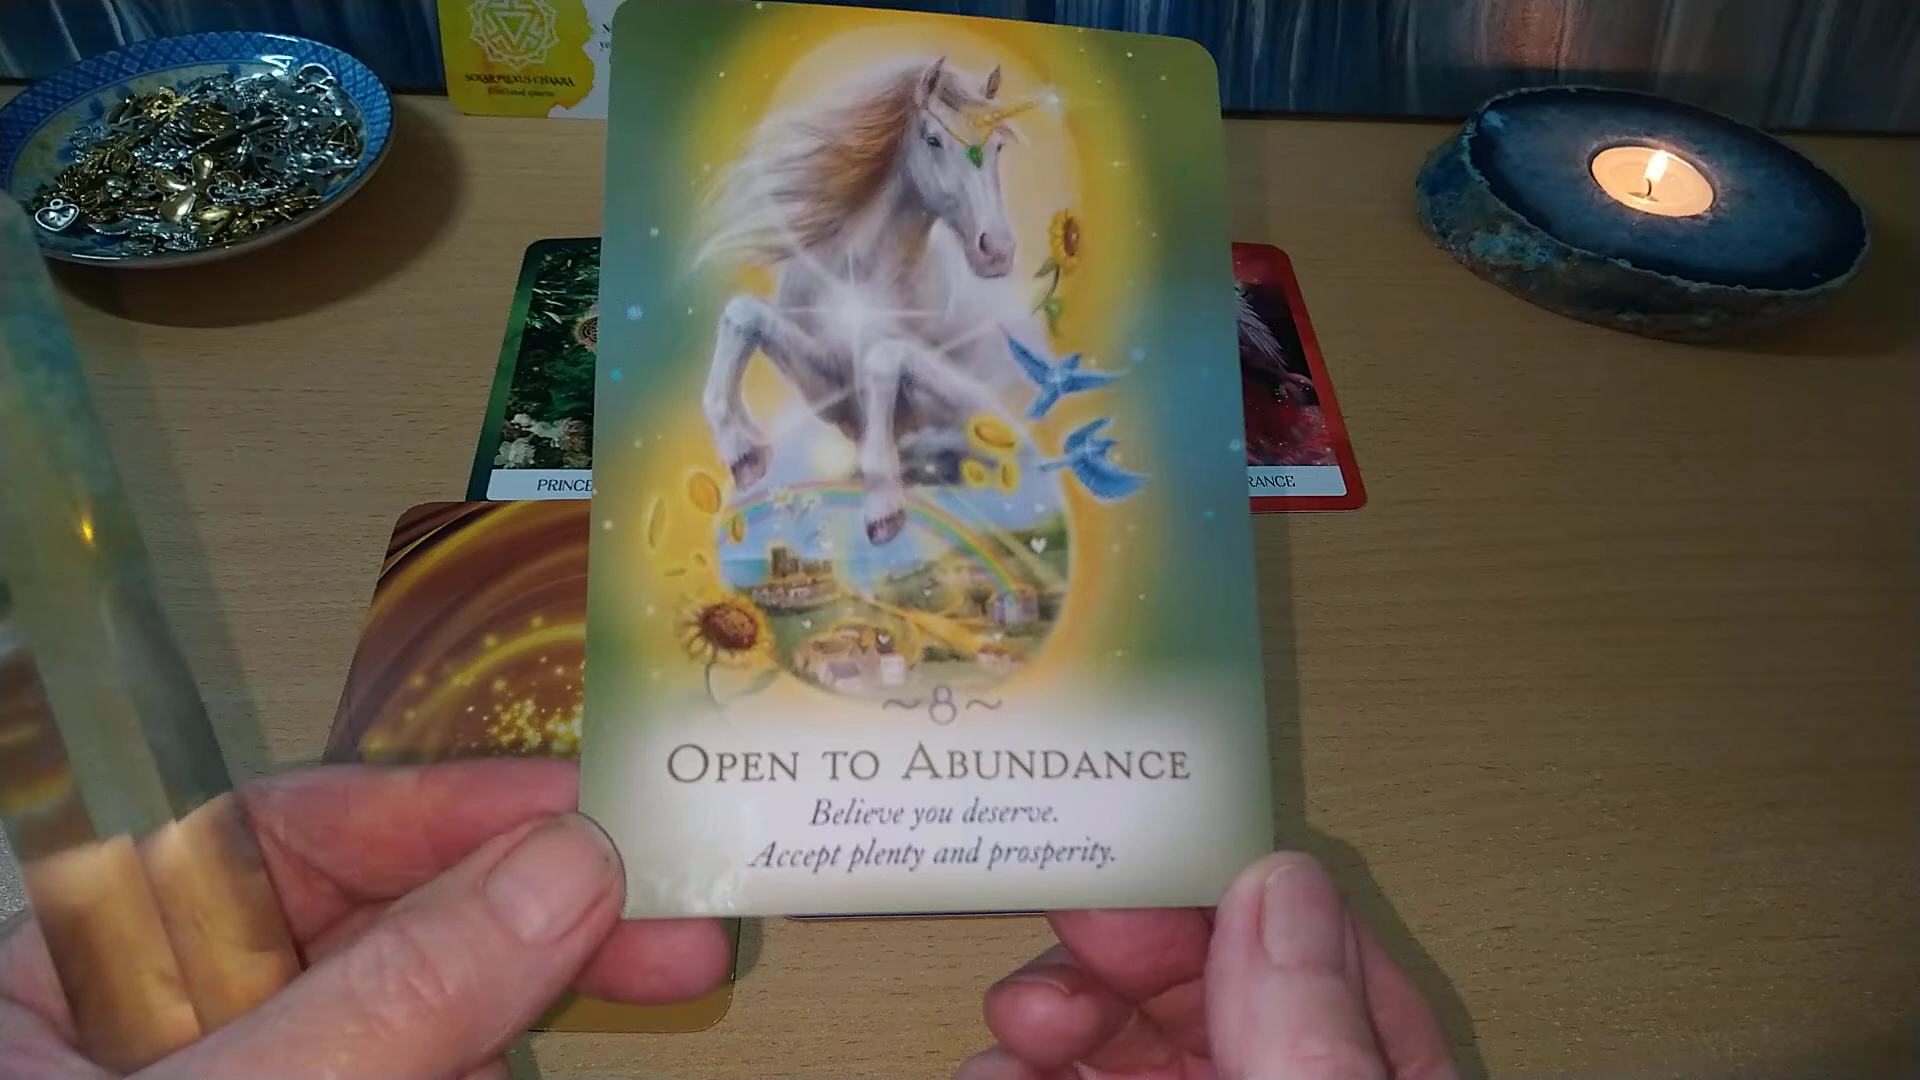 SOLAR PLEXUS CHAKRA
PRINCE
RANCE
~8~
OPEN TO ABUNDANCE
Believe you deserve.
Accept plenty and prosperity.